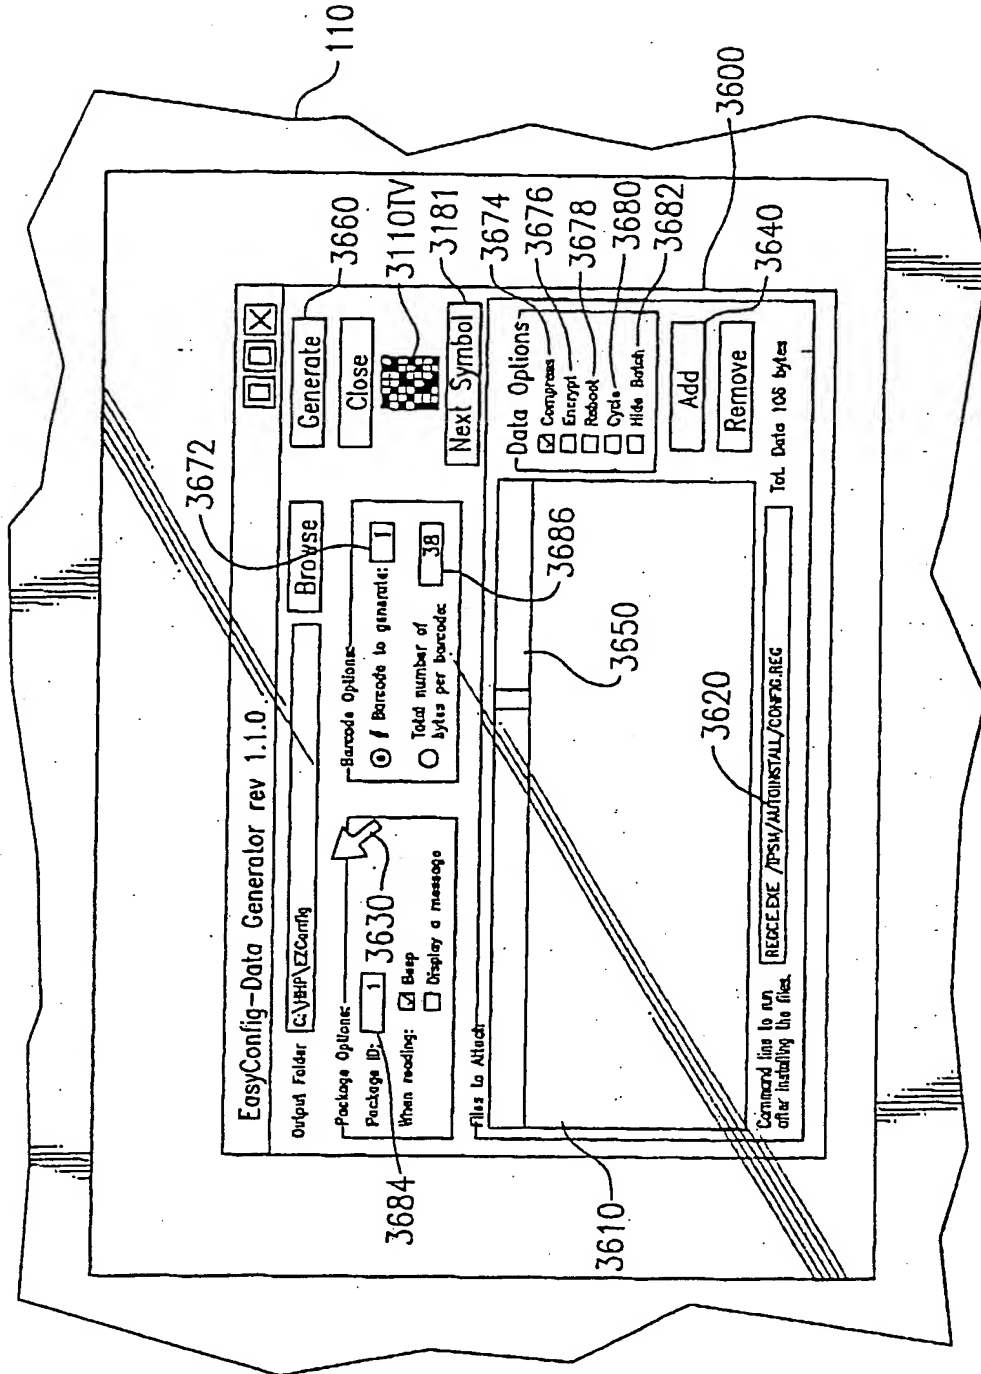 110
3600
EasyConfig-Data Generator rev 1.1.0
Output Folder C:\HHP\EZConfig Browse Generate 3660
3672
Close
3110TV
Next Symbol 3181
Package Options:
Package ID: 1 3630
When reading: Beep
Display a message
3684
Barcode Options:
# Barcode to generate: 1
Total number of
bytes per barcode: 38
3686
Files to Attach
3650
3610
Data Options
Compress 3674
Encrypt 3676
Reboot 3678
Cycle 3680
Hide Batch 3682
Add 3640
Remove
3620
Command line to run
after installing the files. REGCE.EXE /IPSM/AUTOINSTALL/CONFIG.REG Tot. Data 106 bytes